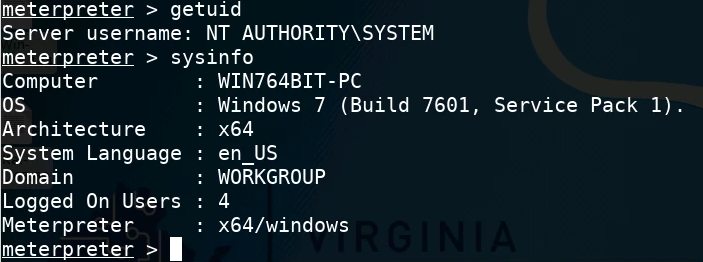 meterpreter > getuid
Server username: NT AUTHORITY\SYSTEM
meterpreter > sysinfo
Computer        : WIN764BIT-PC
OS              : Windows 7 (Build 7601, Service Pack 1).
Architecture    : x64
System Language : en_US
Domain          : WORKGROUP
Logged On Users : 4
Meterpreter     : x64/windows
meterpreter >
VIRGINIA